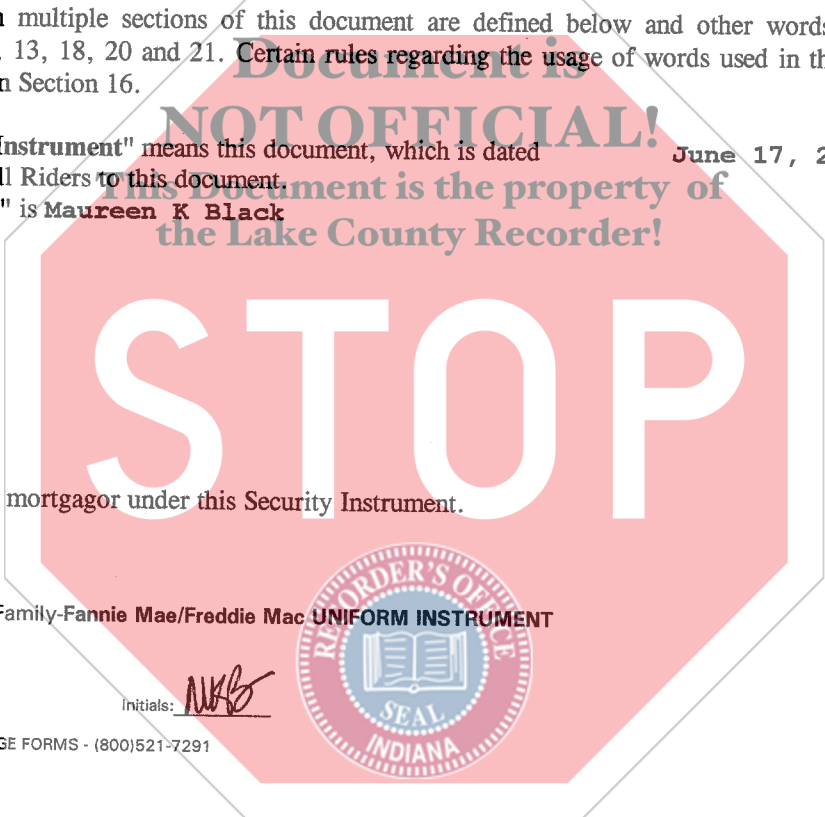 multiple sections of this document are defined below and other words
13, 18, 20 and 21. Certain rules regarding the usage of words used in th
n Section 16.
Document is
NOT OFFICIAL!
This Document is the property of
the Lake County Recorder!
Instrument" means this document, which is dated June 17, 2
ll Riders to this document.
" is Maureen K Black
STOP
mortgagor under this Security Instrument.
Family-Fannie Mae/Freddie Mac UNIFORM INSTRUMENT
RECORDER'S OFFICE
SEAL
INDIANA
Initials: MKB
GE FORMS - (800)521-7291